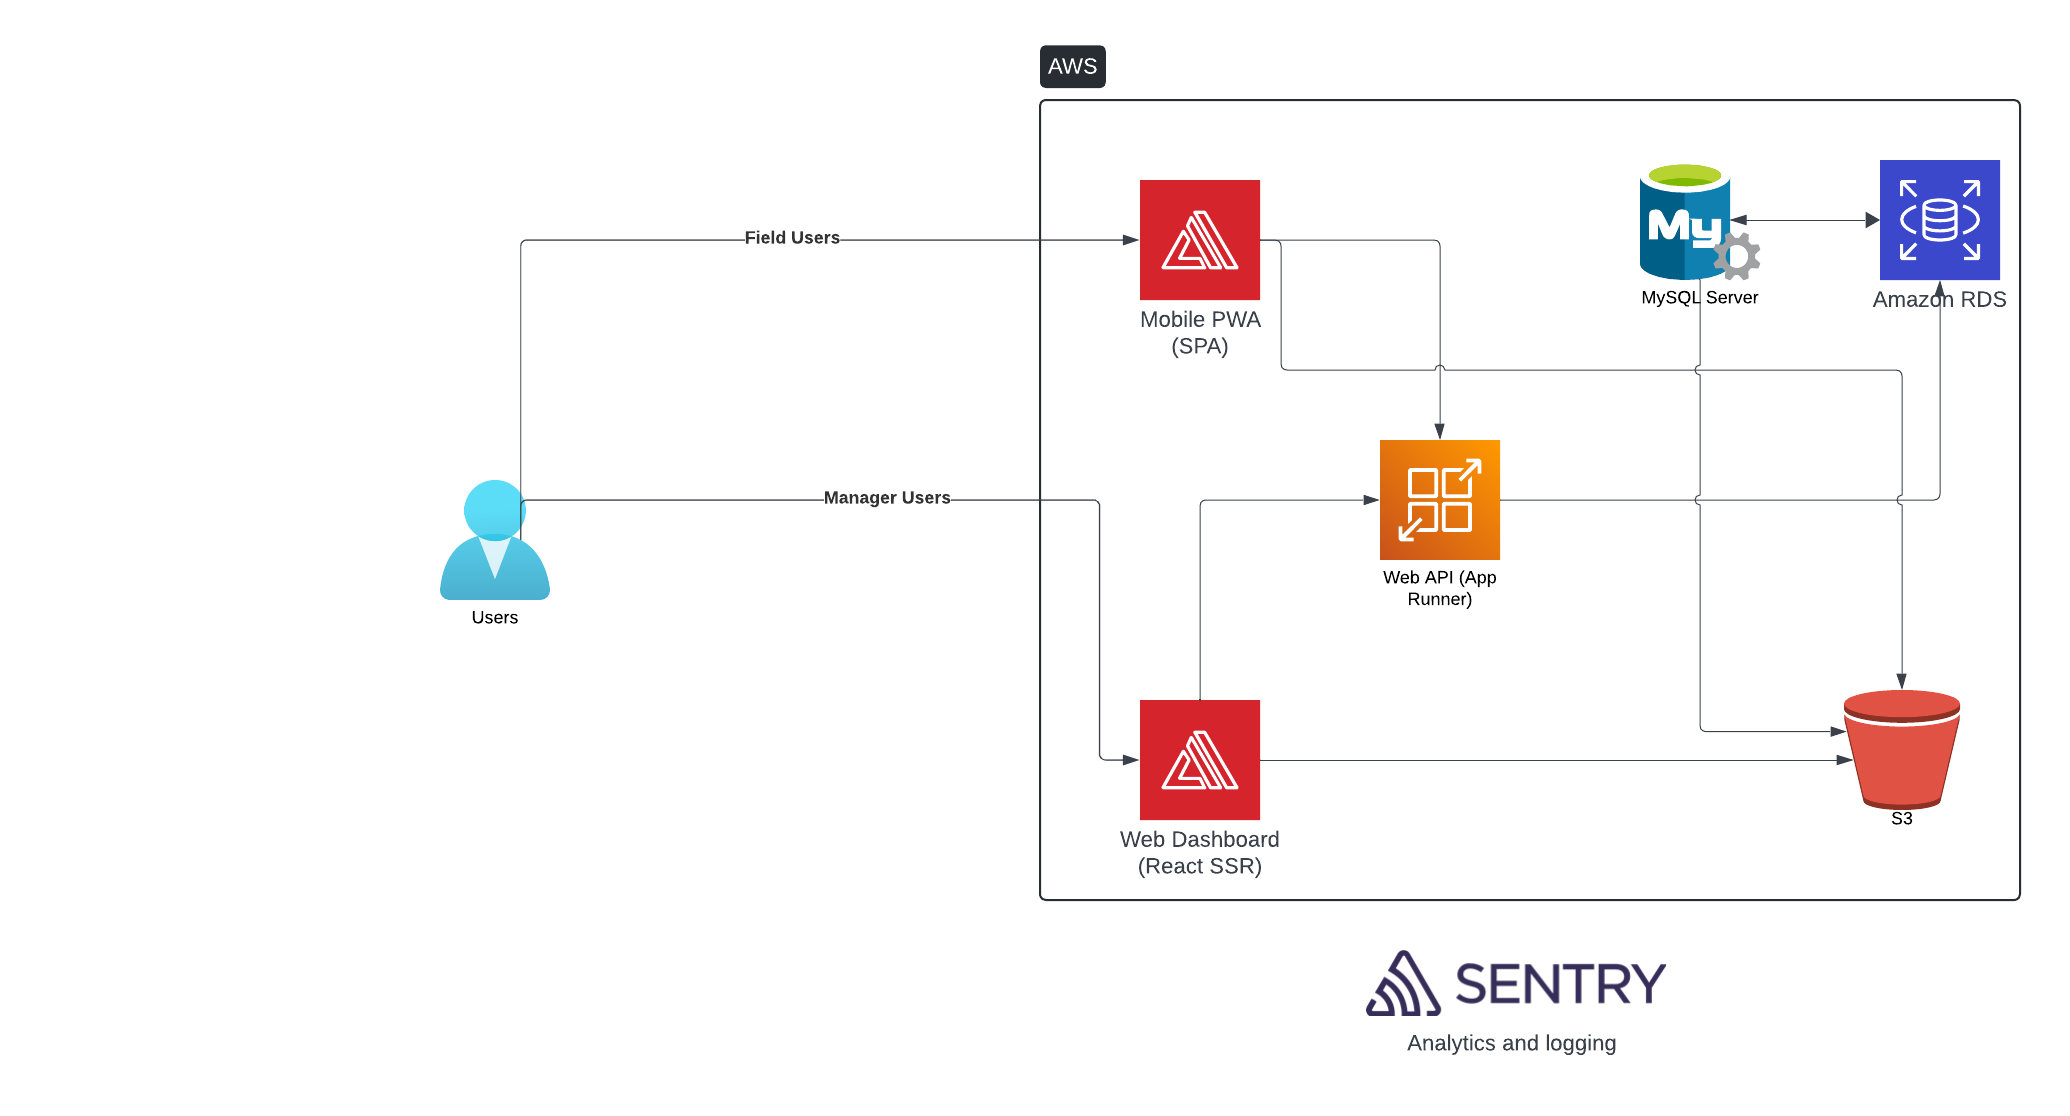 AWS
Field Users
Mobile PWA
(SPA)
My
MySQL Server
Amazon RDS
Manager Users
Users
Web API (App
Runner)
Web Dashboard
(React SSR)
S3
SENTRY
Analytics and logging